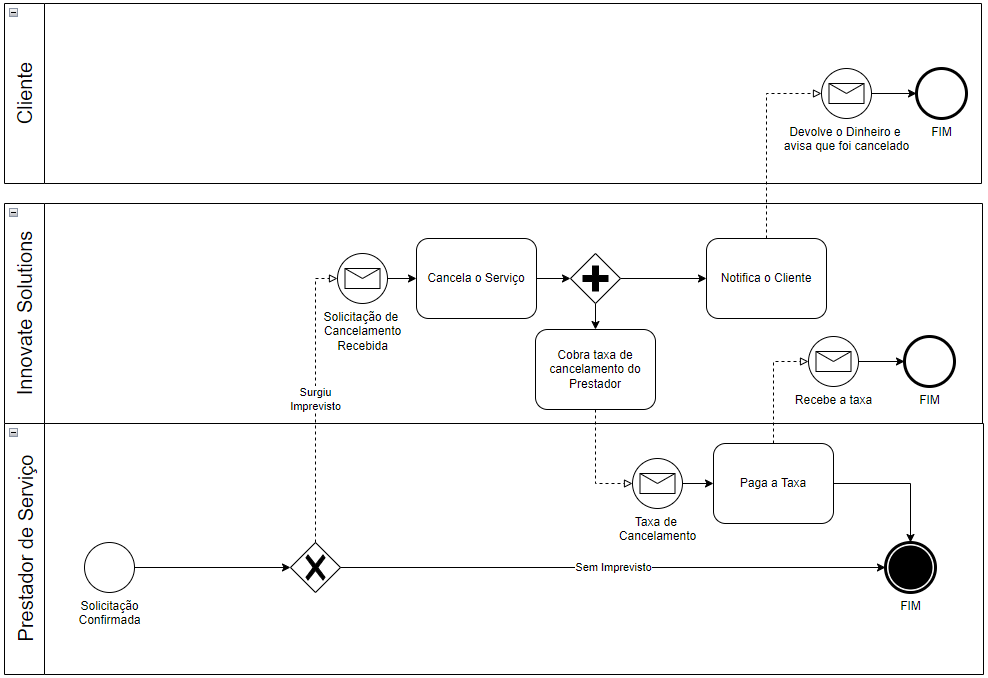 Cliente
Devolve o Dinheiro e
avisa que foi cancelado
FIM
Innovate Solutions
Solicitação de
Cancelamento
Recebida
Cancela o Serviço
Notifica o Cliente
Cobra taxa de
cancelamento do
Prestador
Recebe a taxa
FIM
Surgiu
Imprevisto
Prestador de Serviço
Solicitação
Confirmada
Taxa de
Cancelamento
Paga a Taxa
Sem Imprevisto
FIM